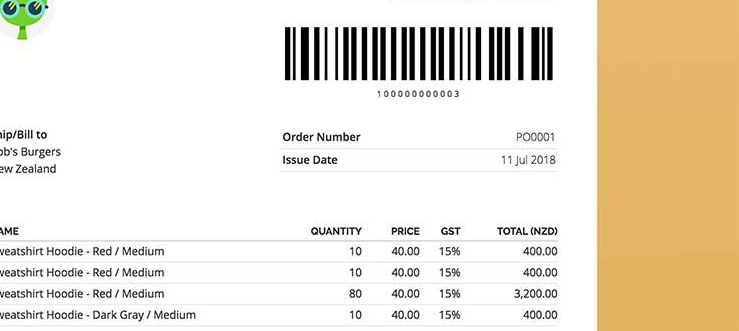 100000000003
Order Number PO0001
Issue Date 11 Jul 2018
hip/Bill to
ob's Burgers
ew Zealand
AME QUANTITY PRICE GST TOTAL (NZD)
weatshirt Hoodie - Red / Medium 10 40.00 15% 400.00
weatshirt Hoodie - Red / Medium 10 40.00 15% 400.00
weatshirt Hoodie - Red / Medium 80 40.00 15% 3,200.00
weatshirt Hoodie - Dark Gray / Medium 10 40.00 15% 400.00